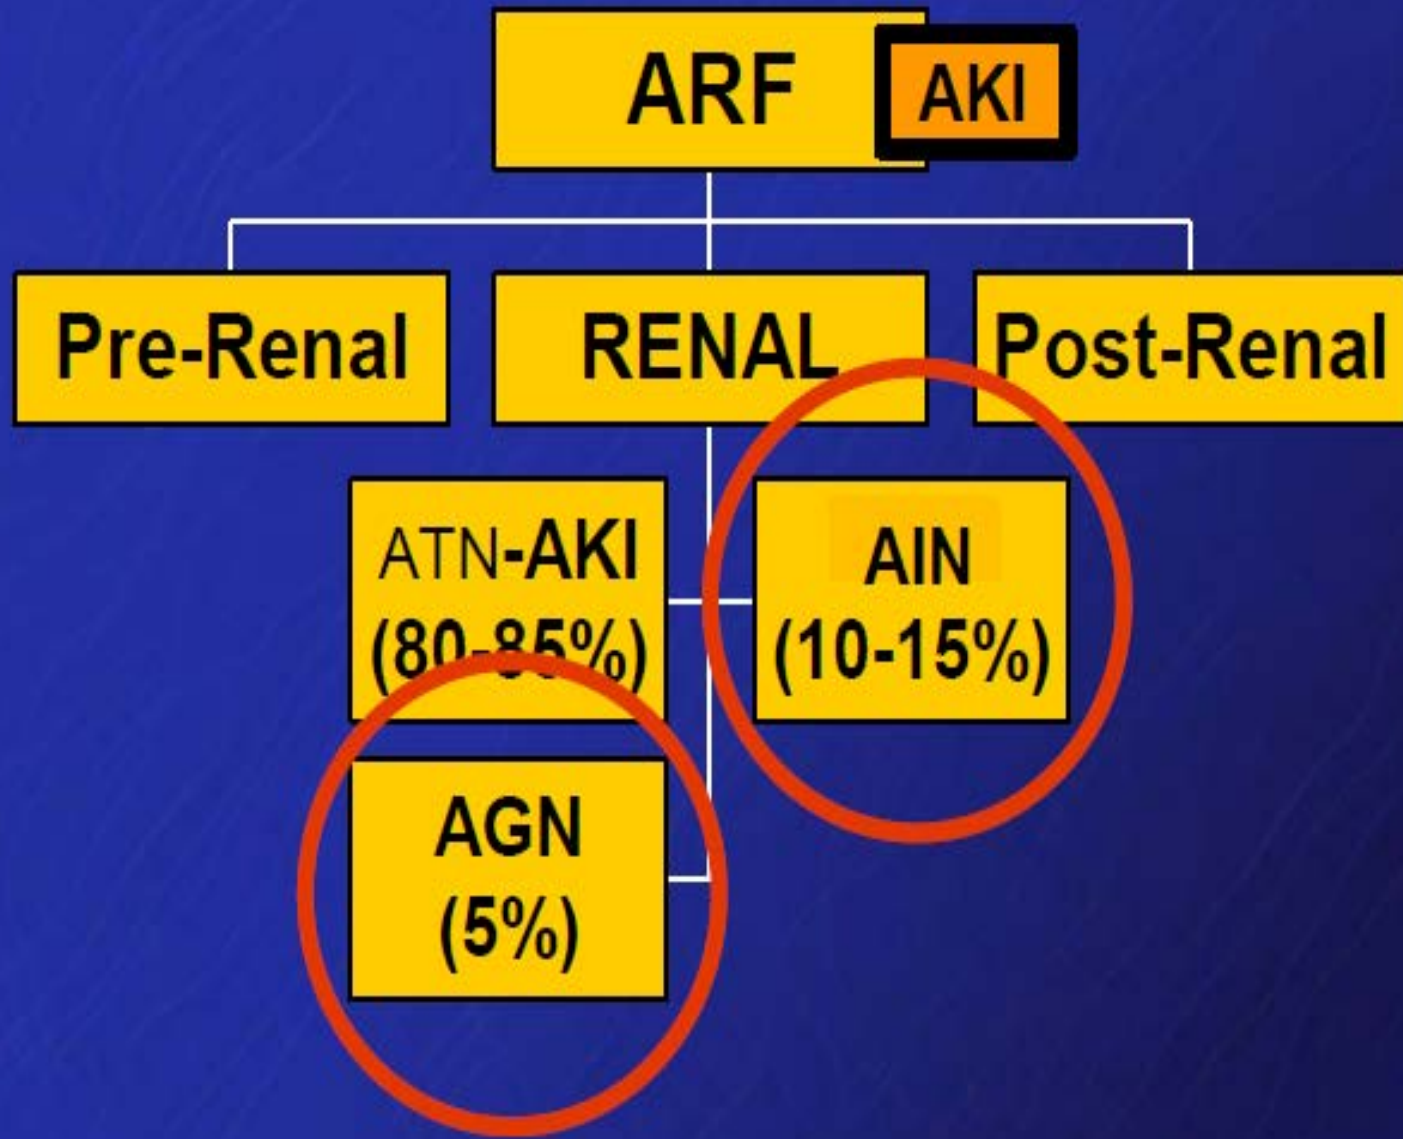 ARF
AKI
Pre-Renal
RENAL
Post-Renal
ATN-AKI
(80-85%)
AIN
(10-15%)
AGN
(5%)